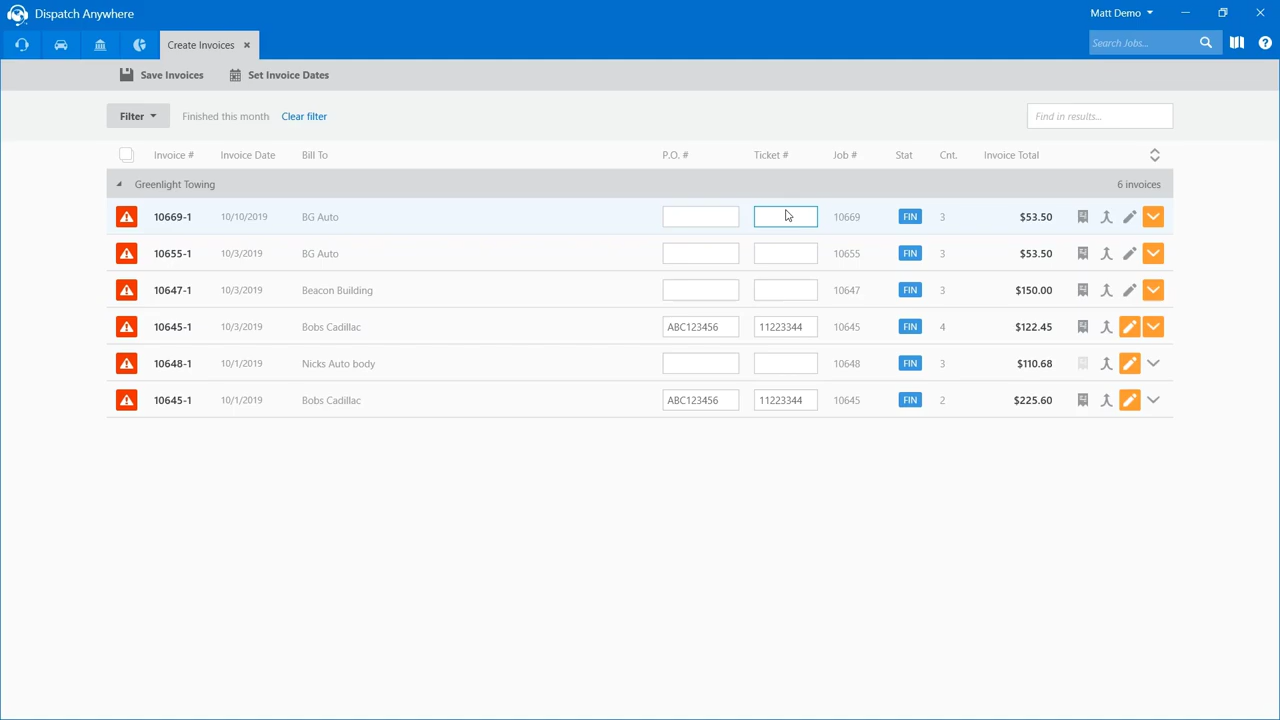 Dispatch Anywhere
Matt Demo
Create Invoices
Search Jobs...
Save Invoices
Set Invoice Dates
Filter
Finished this month
Clear filter
Find in results...
Invoice # Invoice Date Bill To P.O. # Ticket # Job # Stat Cnt. Invoice Total
Greenlight Towing 6 invoices
10669-1 10/10/2019 BG Auto 10669 FIN 3 $53.50
10655-1 10/3/2019 BG Auto 10655 FIN 3 $53.50
10647-1 10/3/2019 Beacon Building 10647 FIN 3 $150.00
10645-1 10/3/2019 Bobs Cadillac ABC123456 11223344 10645 FIN 4 $122.45
10648-1 10/1/2019 Nicks Auto body 10648 FIN 3 $110.68
10645-1 10/1/2019 Bobs Cadillac ABC123456 11223344 10645 FIN 2 $225.60